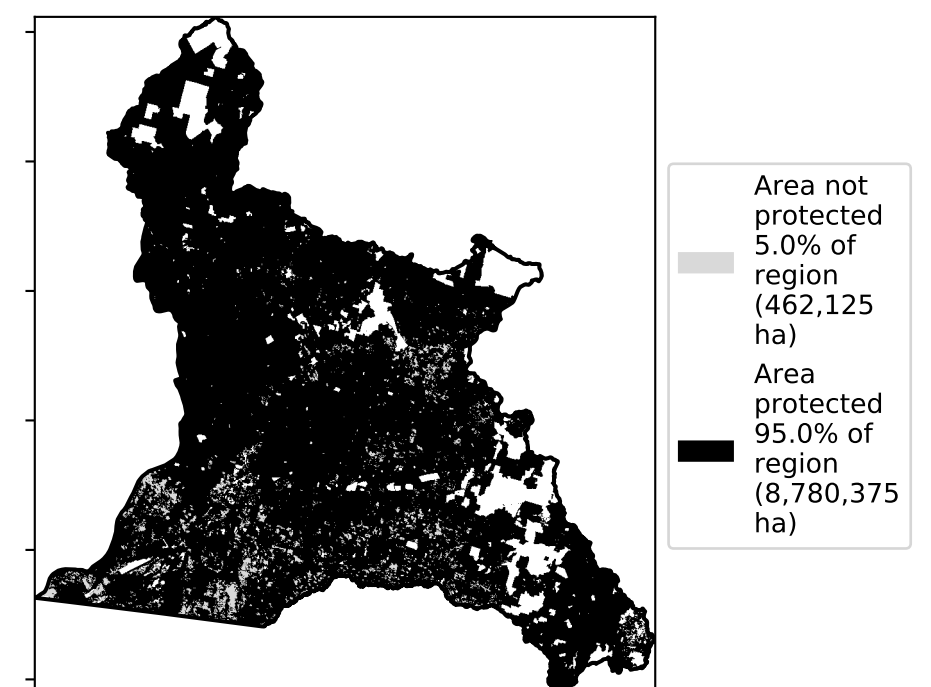 Area not
protected
5.0% of
region
(462,125
ha)
Area
protected
95.0% of
region
(8,780,375
ha)